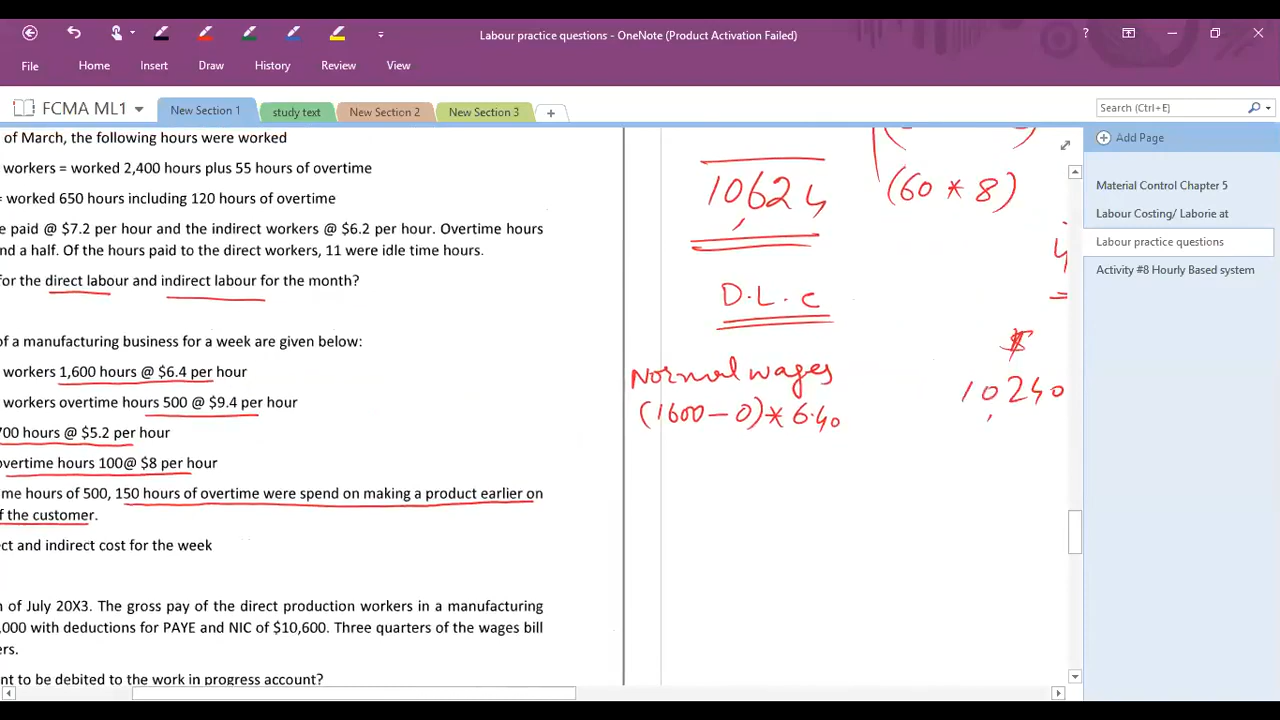 Labour practice questions - OneNote (Product Activation Failed)
?
File
Home
Insert
Draw
History
Review
View
FCMA ML1
New Section 1
study text
New Section 2
New Section 3
Search (Ctrl+E)
Add Page
Material Control Chapter 5
Labour Costing/ Laborie at
Labour practice questions
Activity #8 Hourly Based system
of March, the following hours were worked
workers = worked 2,400 hours plus 55 hours of overtime
= worked 650 hours including 120 hours of overtime
e paid @ $7.2 per hour and the indirect workers @ $6.2 per hour. Overtime hours
nd a half. Of the hours paid to the direct workers, 11 were idle time hours.
for the direct labour and indirect labour for the month?
of a manufacturing business for a week are given below:
workers 1,600 hours @ $6.4 per hour
workers overtime hours 500 @ $9.4 per hour
700 hours @ $5.2 per hour
overtime hours 100@ $8 per hour
me hours of 500, 150 hours of overtime were spend on making a product earlier on
f the customer.
ect and indirect cost for the week
n of July 20X3. The gross pay of the direct production workers in a manufacturing
,000 with deductions for PAYE and NIC of $10,600. Three quarters of the wages bill
ers.
nt to be debited to the work in progress account?
10,624
(60 * 8)
D.L.C
$
Normal wages
(1600 - 0) * 6.40
10,240